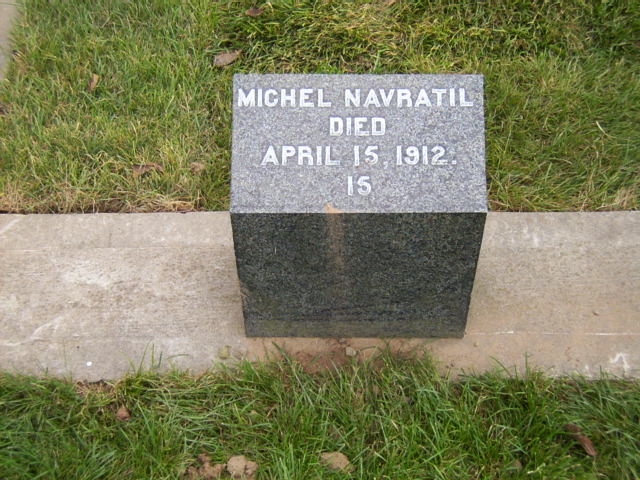 MICHEL NAVRATIL
DIED
APRIL 15, 1912.
15